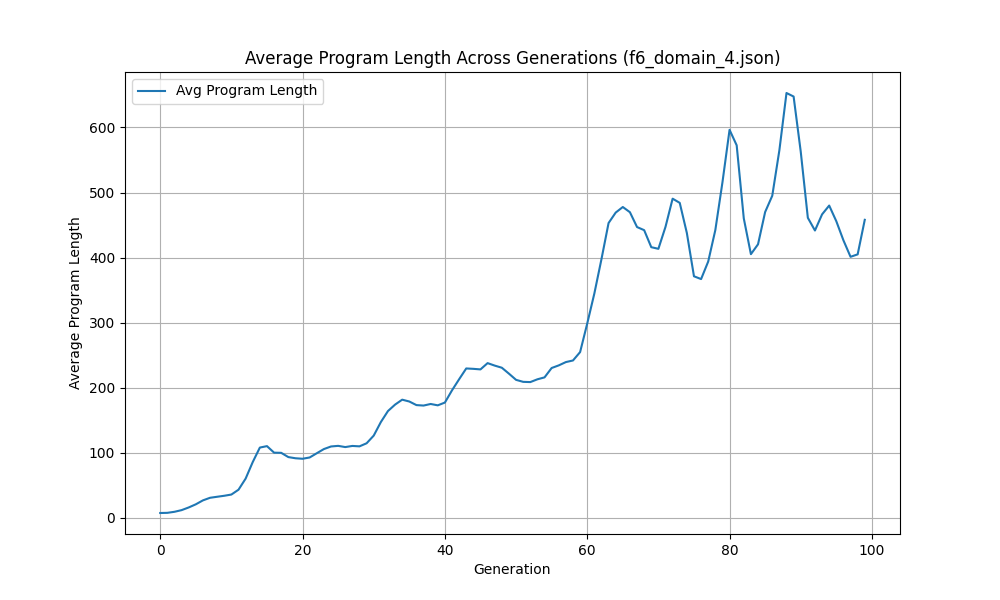 Average Program Length Across Generations (f6_domain_4.json)
Avg Program Length
Average Program Length
600
500
400
300
200
100
0
0 20 40 60 80 100
Generation